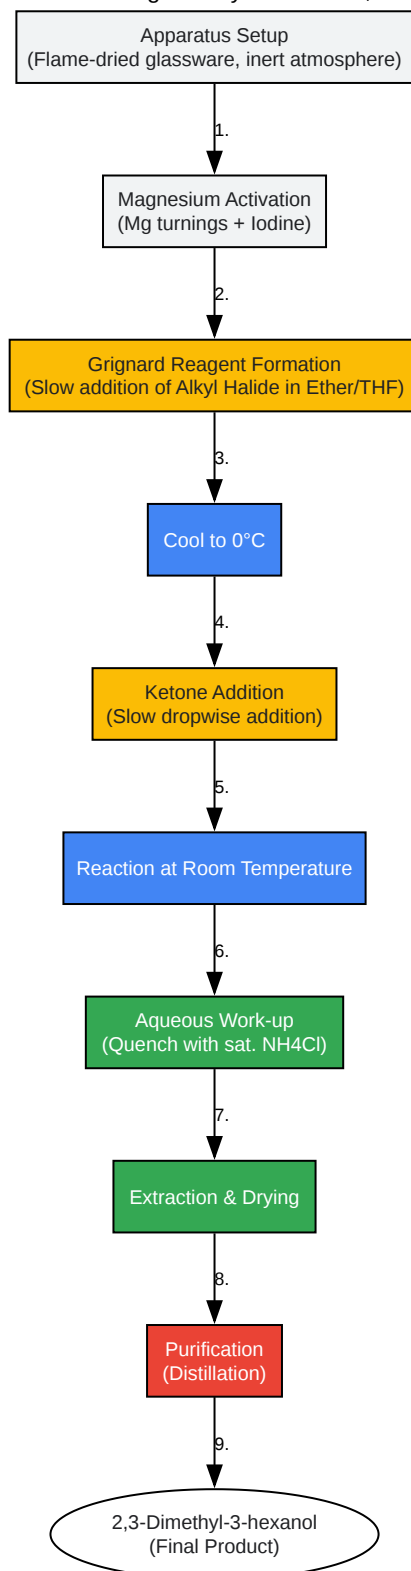 Apparatus Setup
(Flame-dried glassware, inert atmosphere)
1.
Magnesium Activation
(Mg turnings + Iodine)
2.
Grignard Reagent Formation
(Slow addition of Alkyl Halide in Ether/THF)
3.
Cool to 0°C
4.
Ketone Addition
(Slow dropwise addition)
5.
Reaction at Room Temperature
6.
Aqueous Work-up
(Quench with sat. NH4Cl)
7.
Extraction & Drying
8.
Purification
(Distillation)
9.
2,3-Dimethyl-3-hexanol
(Final Product)